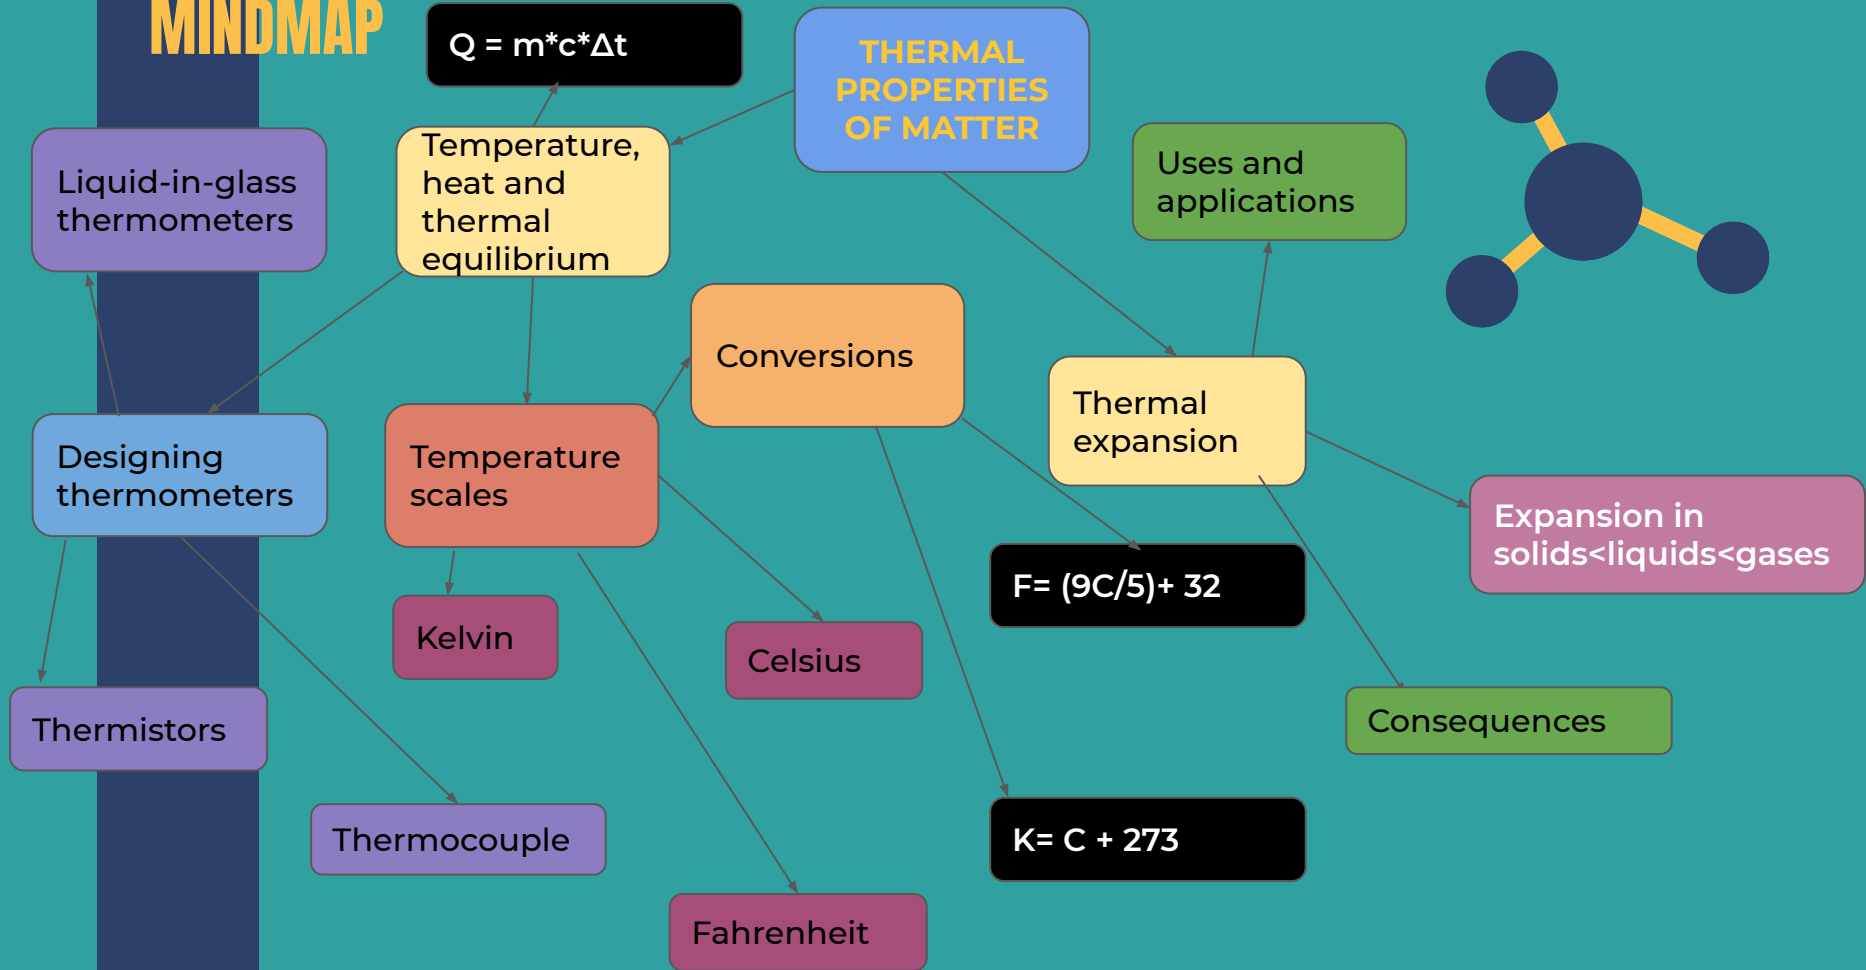 MINDMAP
Q = m*c*Δt
THERMAL
PROPERTIES
OF MATTER
Liquid-in-glass
thermometers
Temperature,
heat and
thermal
equilibrium
Uses and
applications
Conversions
Thermal
expansion
Designing
thermometers
Temperature
scales
Expansion in
solids<liquids<gases
F= (9C/5)+ 32
Kelvin
Celsius
Thermistors
Consequences
Thermocouple
K= C + 273
Fahrenheit